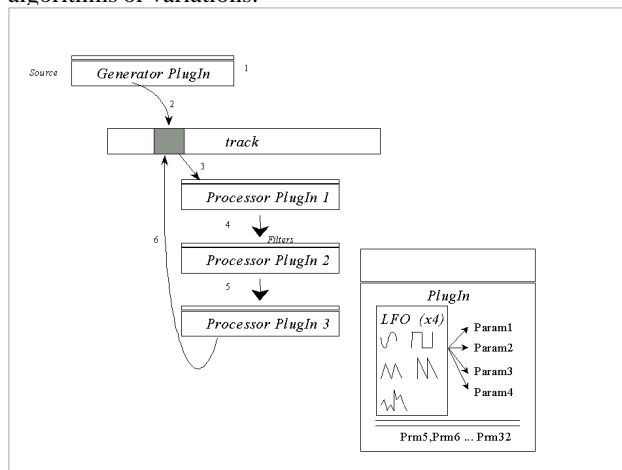 algorithms or variations.
Source
Generator PlugIn
1
2
track
3
Processor PlugIn 1
4
Filters
6
Processor PlugIn 2
5
Processor PlugIn 3
PlugIn
LFO (x4)
Param1
Param2
Param3
Param4
Prm5,Prm6 ... Prm32